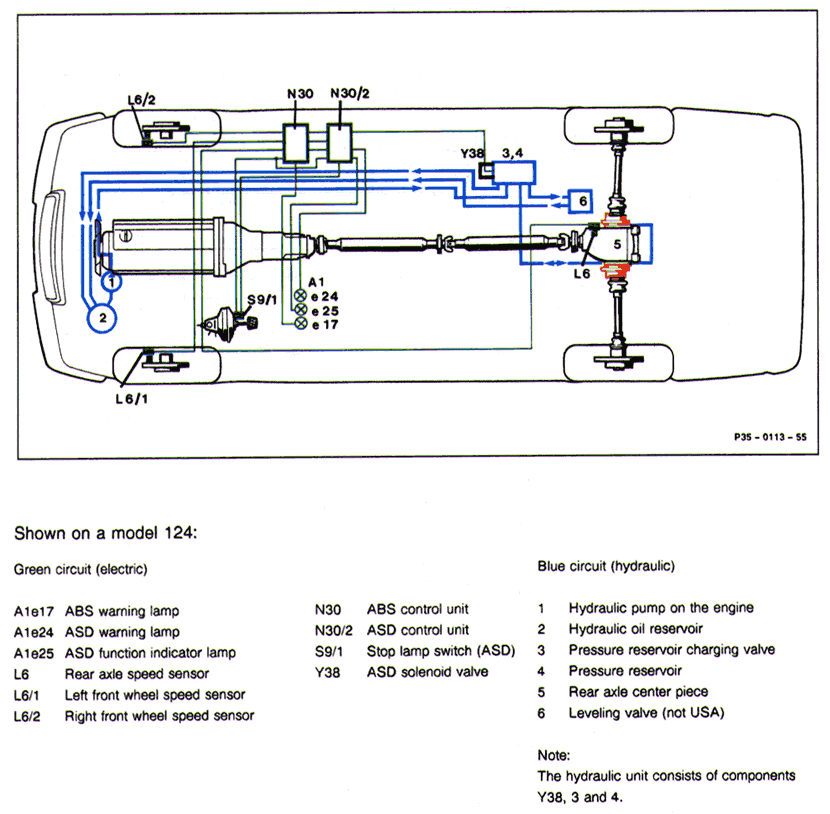 L6/2
N30 N30/2
Y38 3,4
6
5
L6
1
2
A1
e 24
e 25
e 17
S9/1
L6/1
P35 - 0113 - 55
Shown on a model 124:
Green circuit (electric)
A1e17 ABS warning lamp
A1e24 ASD warning lamp
A1e25 ASD function indicator lamp
L6 Rear axle speed sensor
L6/1 Left front wheel speed sensor
L6/2 Right front wheel speed sensor
N30 ABS control unit
N30/2 ASD control unit
S9/1 Stop lamp switch (ASD)
Y38 ASD solenoid valve
Blue circuit (hydraulic)
1 Hydraulic pump on the engine
2 Hydraulic oil reservoir
3 Pressure reservoir charging valve
4 Pressure reservoir
5 Rear axle center piece
6 Leveling valve (not USA)
Note:
The hydraulic unit consists of components
Y38, 3 and 4.